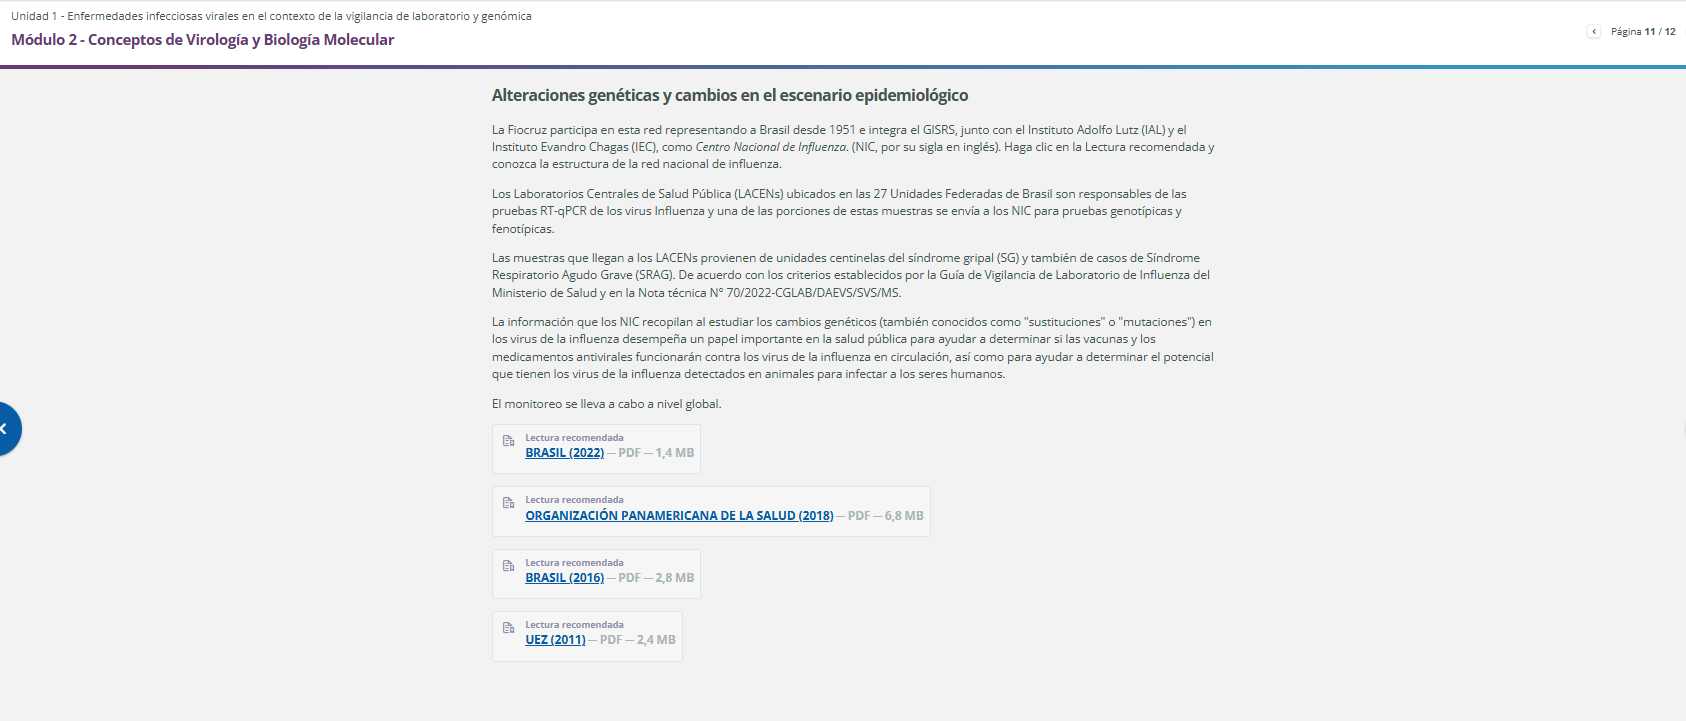 Unidad 1 - Enfermedades infecciosas virales en el contexto de la vigilancia de laboratorio y genómica
Módulo 2 - Conceptos de Virología y Biología Molecular
Página 11 / 12
Alteraciones genéticas y cambios en el escenario epidemiológico
La Fiocruz participa en esta red representando a Brasil desde 1951 e integra el GISRS, junto con el Instituto Adolfo Lutz (IAL) y el
Instituto Evandro Chagas (IEC), como Centro Nacional de Influenza. (NIC, por su sigla en inglés). Haga clic en la Lectura recomendada y
conozca la estructura de la red nacional de influenza.
Los Laboratorios Centrales de Salud Pública (LACENs) ubicados en las 27 Unidades Federadas de Brasil son responsables de las
pruebas RT-qPCR de los virus Influenza y una de las porciones de estas muestras se envía a los NIC para pruebas genotípicas y
fenotípicas.
Las muestras que llegan a los LACENs provienen de unidades centinelas del síndrome gripal (SG) y también de casos de Síndrome
Respiratorio Agudo Grave (SRAG). De acuerdo con los criterios establecidos por la Guía de Vigilancia de Laboratorio de Influenza del
Ministerio de Salud y en la Nota técnica Nº 70/2022-CGLAB/DAEVS/SVS/MS.
La información que los NIC recopilan al estudiar los cambios genéticos (también conocidos como "sustituciones" o "mutaciones") en
los virus de la influenza desempeña un papel importante en la salud pública para ayudar a determinar si las vacunas y los
medicamentos antivirales funcionarán contra los virus de la influenza en circulación, así como para ayudar a determinar el potencial
que tienen los virus de la influenza detectados en animales para infectar a los seres humanos.
El monitoreo se lleva a cabo a nivel global.
Lectura recomendada
BRASIL (2022) — PDF — 1,4 MB
Lectura recomendada
ORGANIZACIÓN PANAMERICANA DE LA SALUD (2018) — PDF — 6,8 MB
Lectura recomendada
BRASIL (2016) — PDF — 2,8 MB
Lectura recomendada
UEZ (2011) — PDF — 2,4 MB